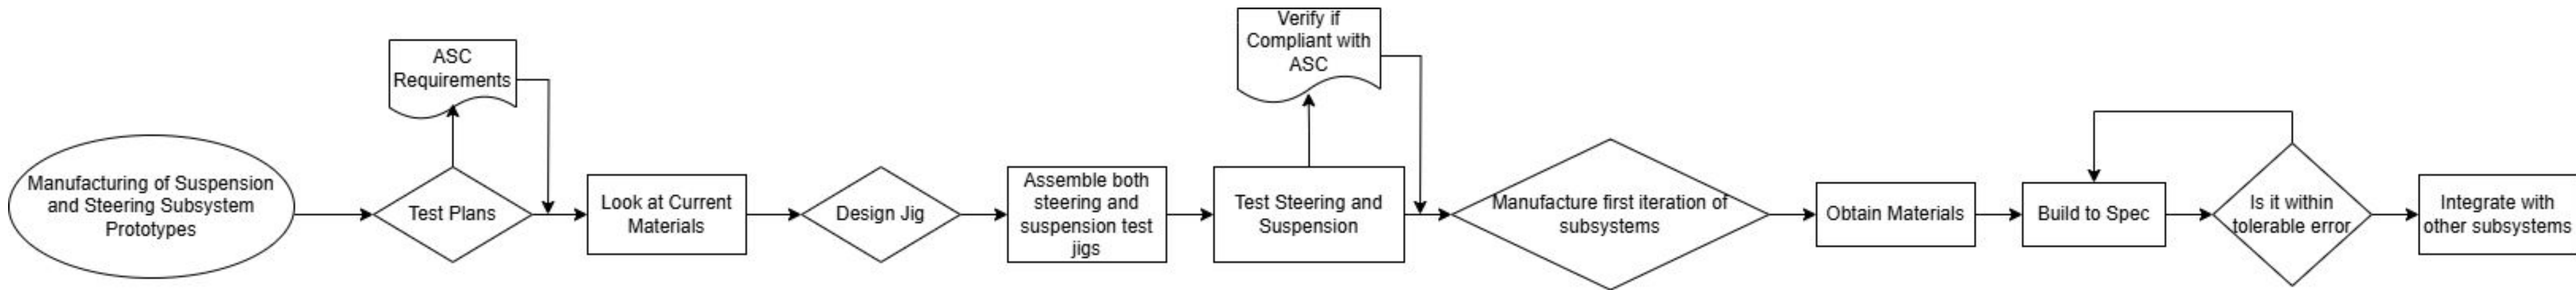 Manufacturing of Suspension
and Steering Subsystem
Prototypes
ASC
Requirements
Test Plans
Look at Current
Materials
Design Jig
Assemble both
steering and
suspension test
jigs
Verify if
Compliant with
ASC
Test Steering and
Suspension
Manufacture first iteration of
subsystems
Obtain Materials
Build to Spec
Is it within
tolerable error
Integrate with
other subsystems